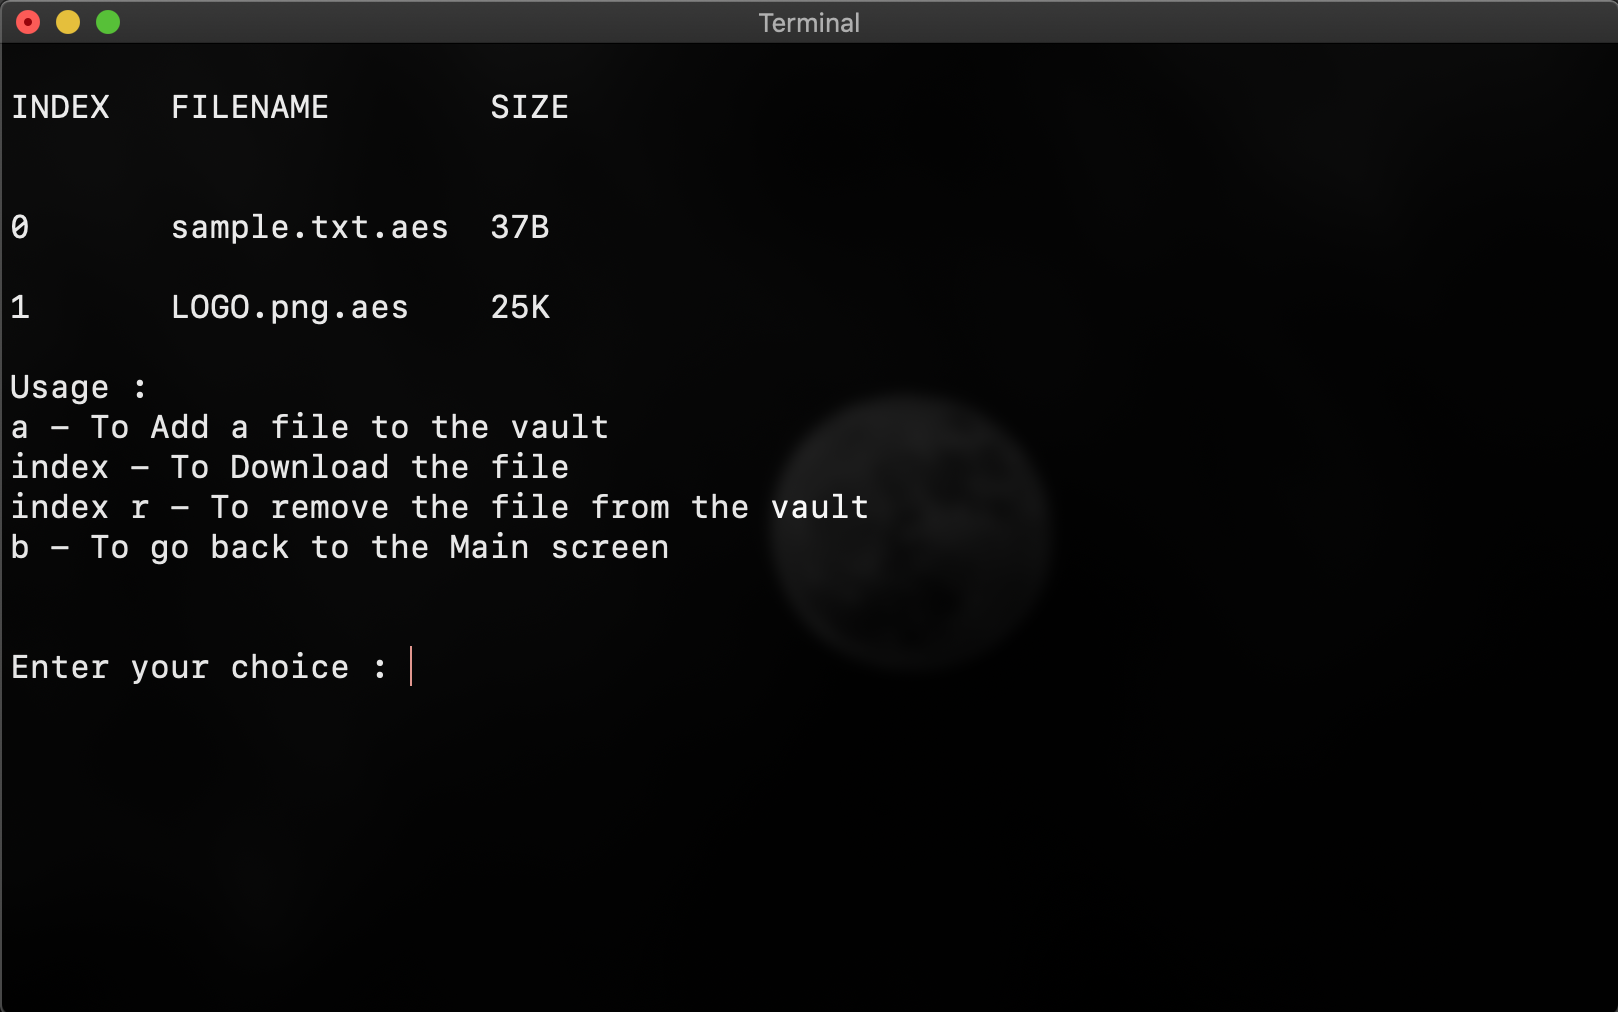 Terminal
INDEX FILENAME SIZE
0 sample.txt.aes 37B
1 LOGO.png.aes 25K
Usage :
a – To Add a file to the vault
index – To Download the file
index r – To remove the file from the vault
b – To go back to the Main screen
Enter your choice :